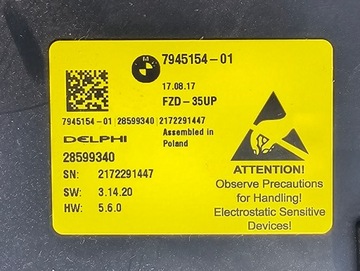 7945154-01
17.08.17
FZD-35UP
7945154-01 | 28599340 | 2172291447
DELPHI
Assembled in
Poland
28599340
SN: 2172291447
SW: 3.14.20
HW: 5.6.0
ATTENTION!
Observe Precautions
for Handling!
Electrostatic Sensitive
Devices!